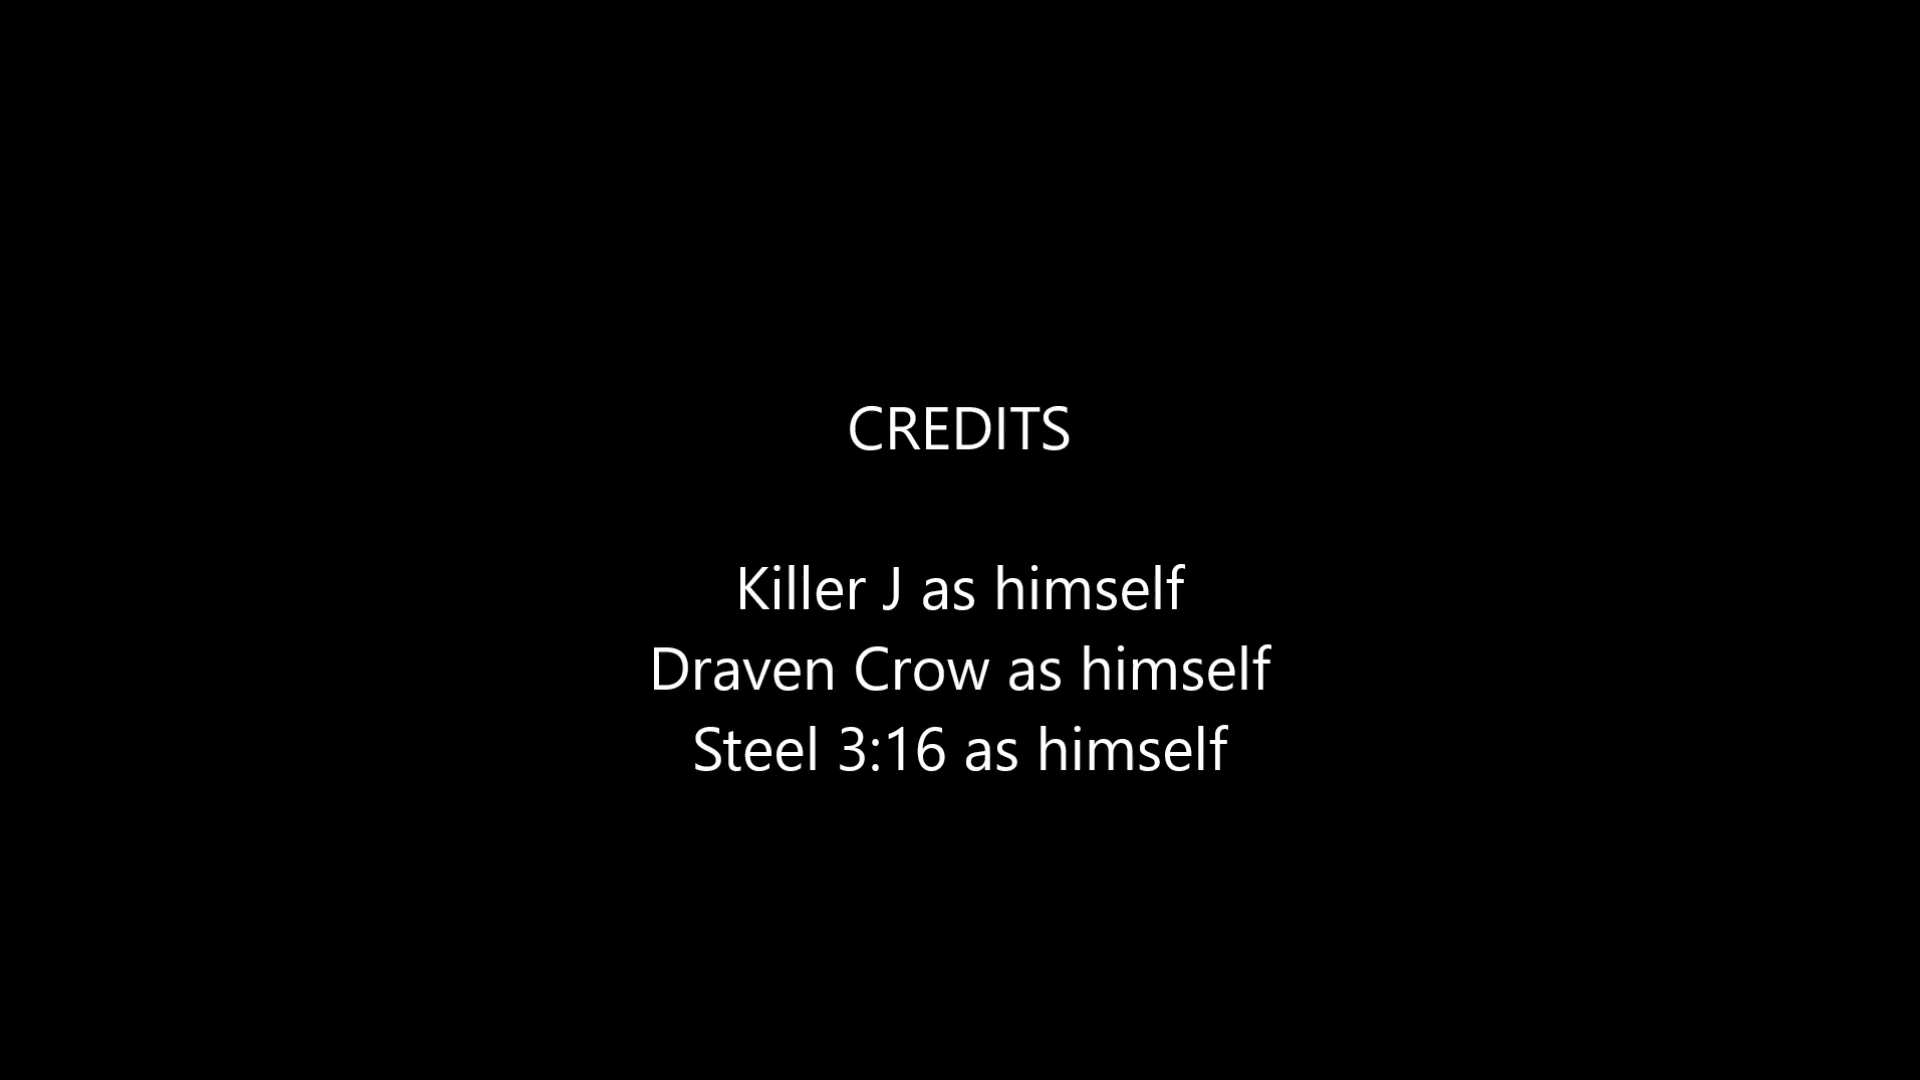 CREDITS
Killer J as himself
Draven Crow as himself
Steel 3:16 as himself